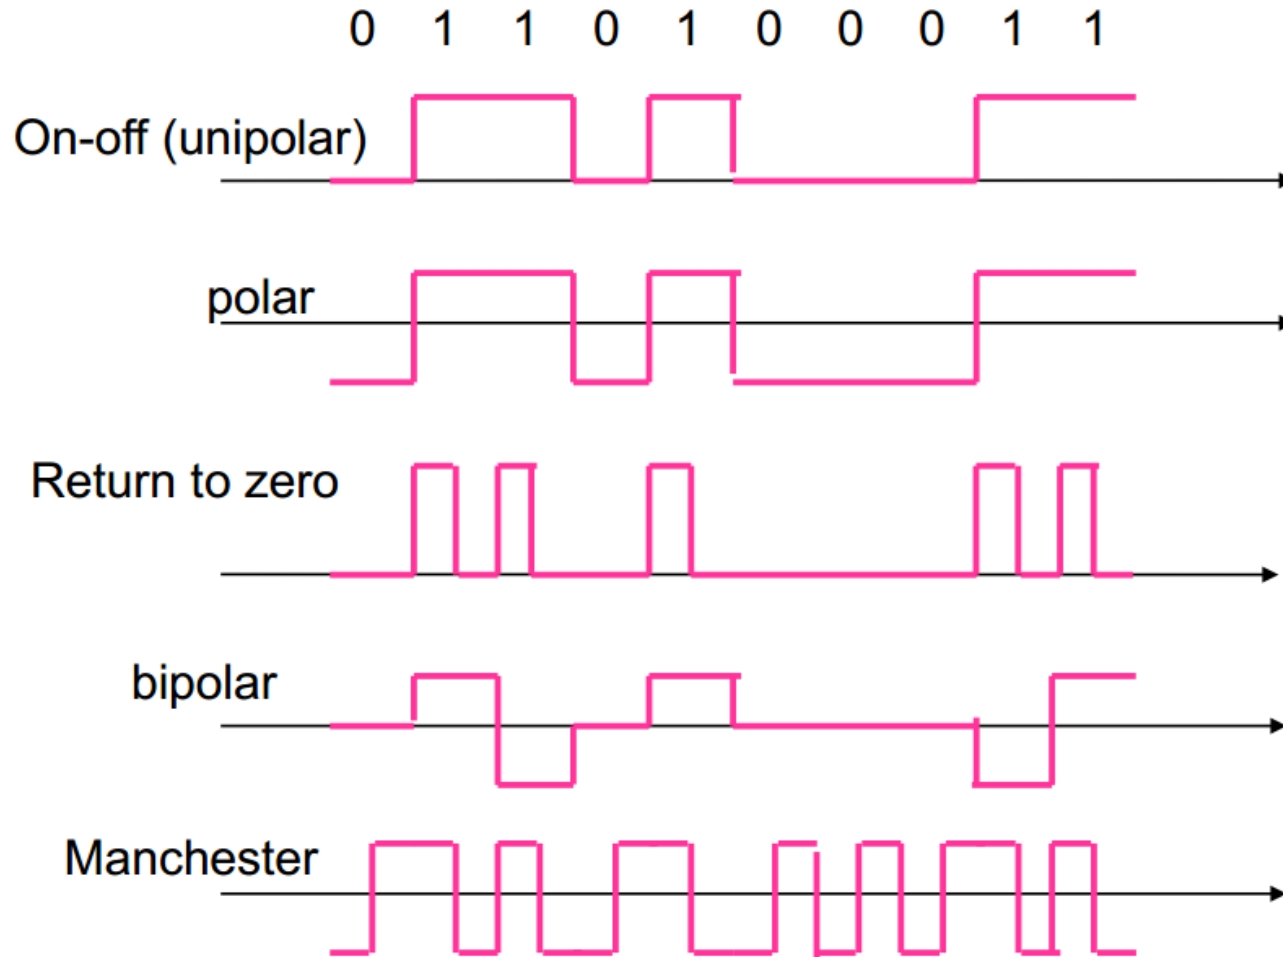 0 1 1 0 1 0 0 0 1 1
On-off (unipolar)
polar
Return to zero
bipolar
Manchester